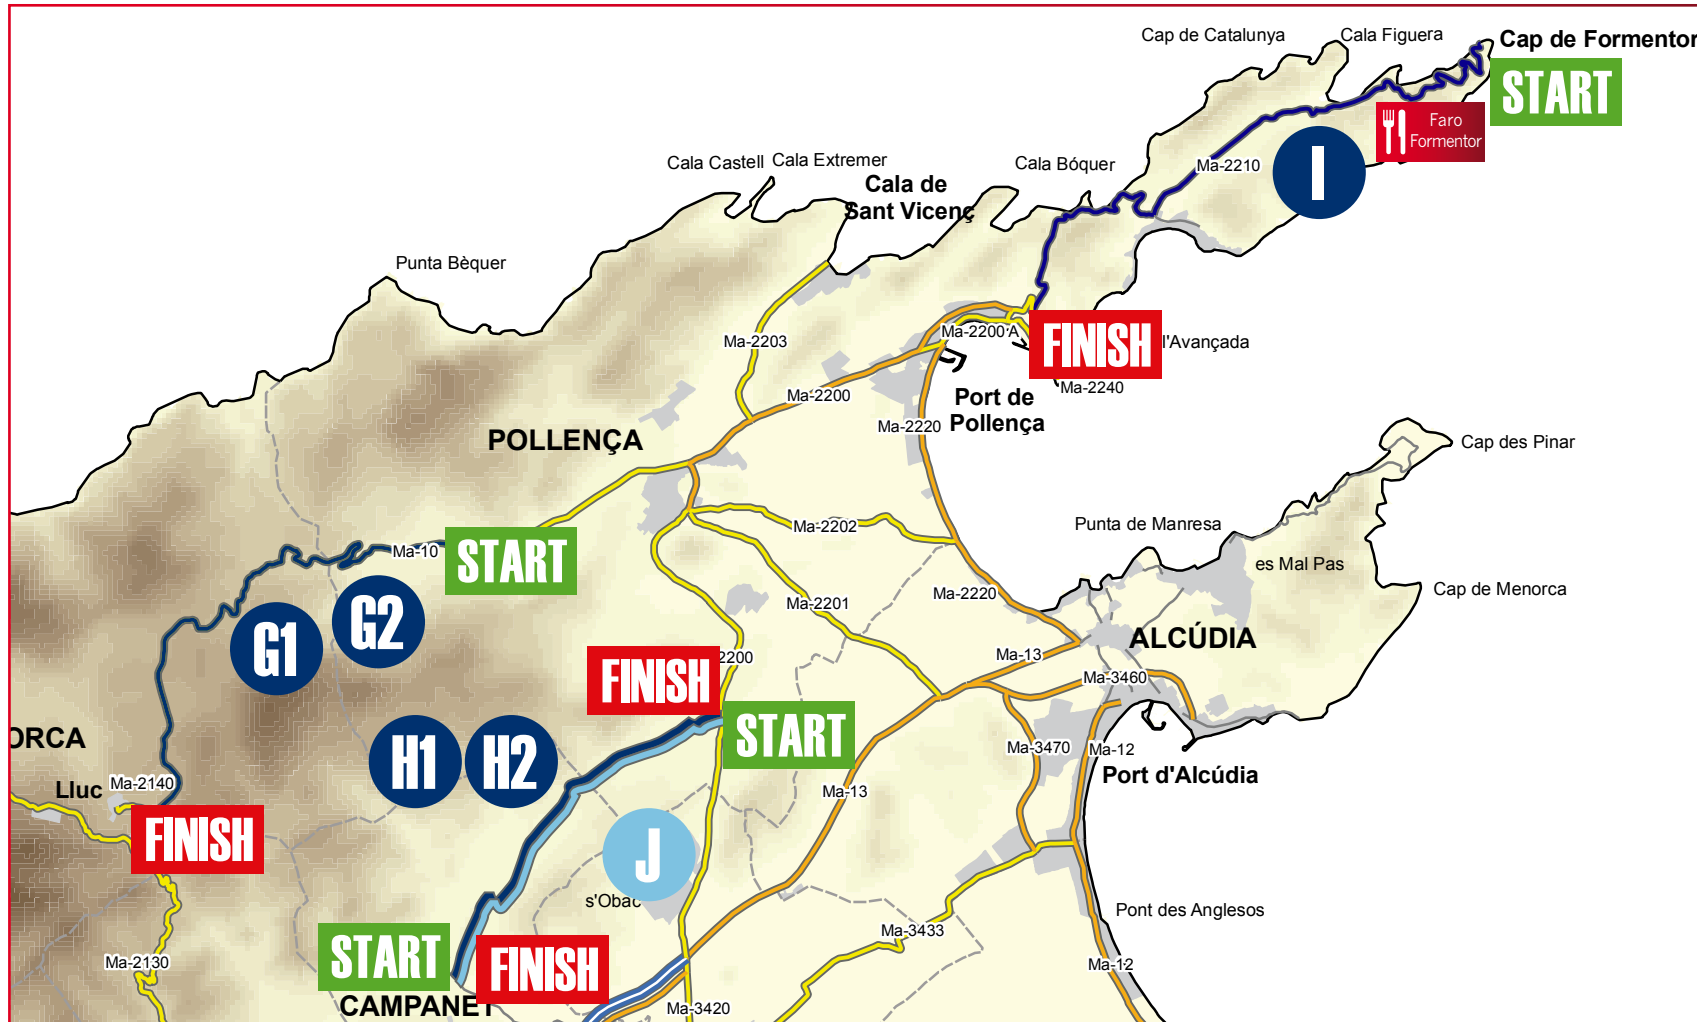 Cap de Catalunya
Cala Figuera
Cap de Formentor
START
Faro
Formentor
I
Ma-2210
Cala Castell
Cala Extremer
Cala Bóquer
Cala de
Sant Vicenç
Punta Bèquer
Ma-2203
Ma-2200 A
FINISH
l'Avançada
Ma-2240
Ma-2200
Port de
Pollença
Ma-2220
POLLENÇA
Cap des Pinar
Ma-2202
Punta de Manresa
Ma-10
START
es Mal Pas
Ma-2201
Ma-2220
Cap de Menorca
G1
G2
ALCÚDIA
Ma-13
2200
FINISH
Ma-3460
START
ORCA
H1
H2
Ma-3470
Ma-12
Port d'Alcúdia
Lluc
Ma-2140
Ma-13
FINISH
J
s'Obac
Pont des Anglesos
Ma-3433
START
FINISH
Ma-2130
Ma-12
CAMPANET
Ma-3420